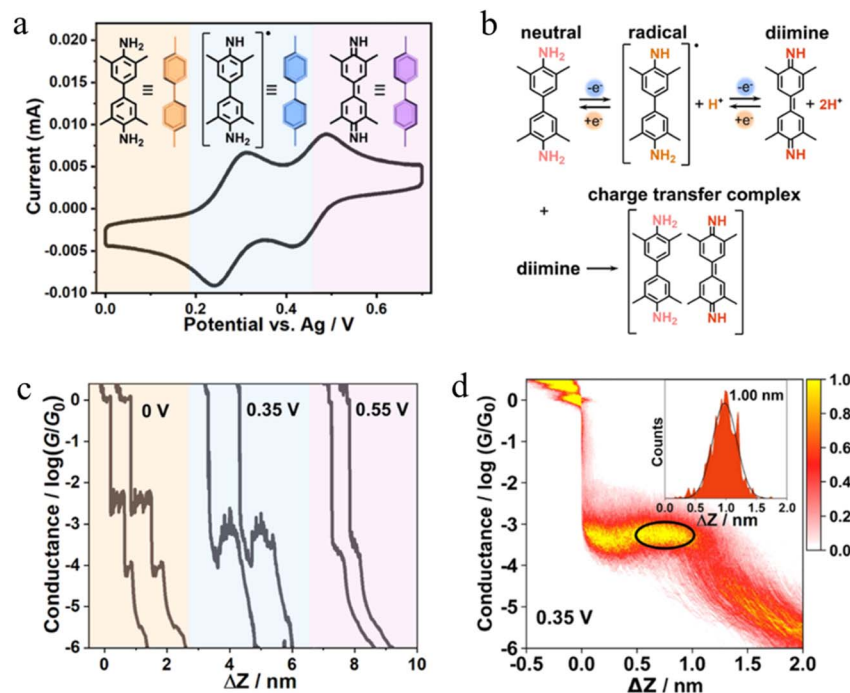 a
0.020
0.015
0.010
0.005
0.000
-0.005
-0.010
Current (mA)
NH₂
NH₂
NH
•
NH₂
NH
NH
≡
≡
≡
0.0
0.2
0.4
0.6
Potential vs. Ag / V
b
neutral
radical
diimine
NH₂
NH₂
-e⁻
+e⁻
NH
•
NH₂
+ H⁺
-e⁻
+e⁻
NH
NH
+ 2H⁺
+
charge transfer complex
diimine
NH₂
NH
NH₂
NH
c
Conductance / log(G/G₀)
0
-1
-2
-3
-4
-5
-6
0 V
0.35 V
0.55 V
0
2
4
6
8
10
ΔZ / nm
d
Conductance / log (G/G₀)
0
-1
-2
-3
-4
-5
-6
1.00 nm
Counts
0.0
0.5
1.0
1.5
2.0
ΔZ / nm
0.35 V
-0.5
0.0
0.5
1.0
1.5
2.0
ΔZ / nm
1.0
0.8
0.6
0.4
0.2
0.0